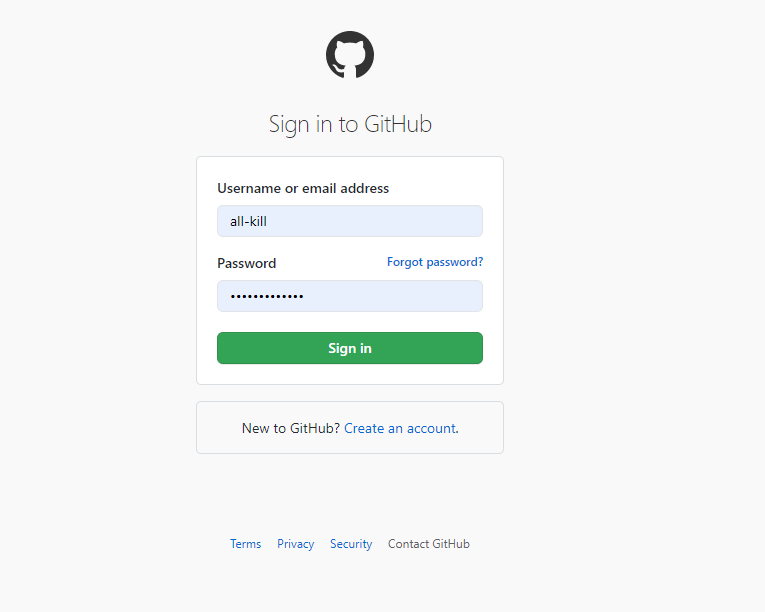 Sign in to GitHub
Username or email address
all-kill
Password Forgot password?
•••••••••••••
Sign in
New to GitHub? Create an account.
Terms Privacy Security Contact GitHub